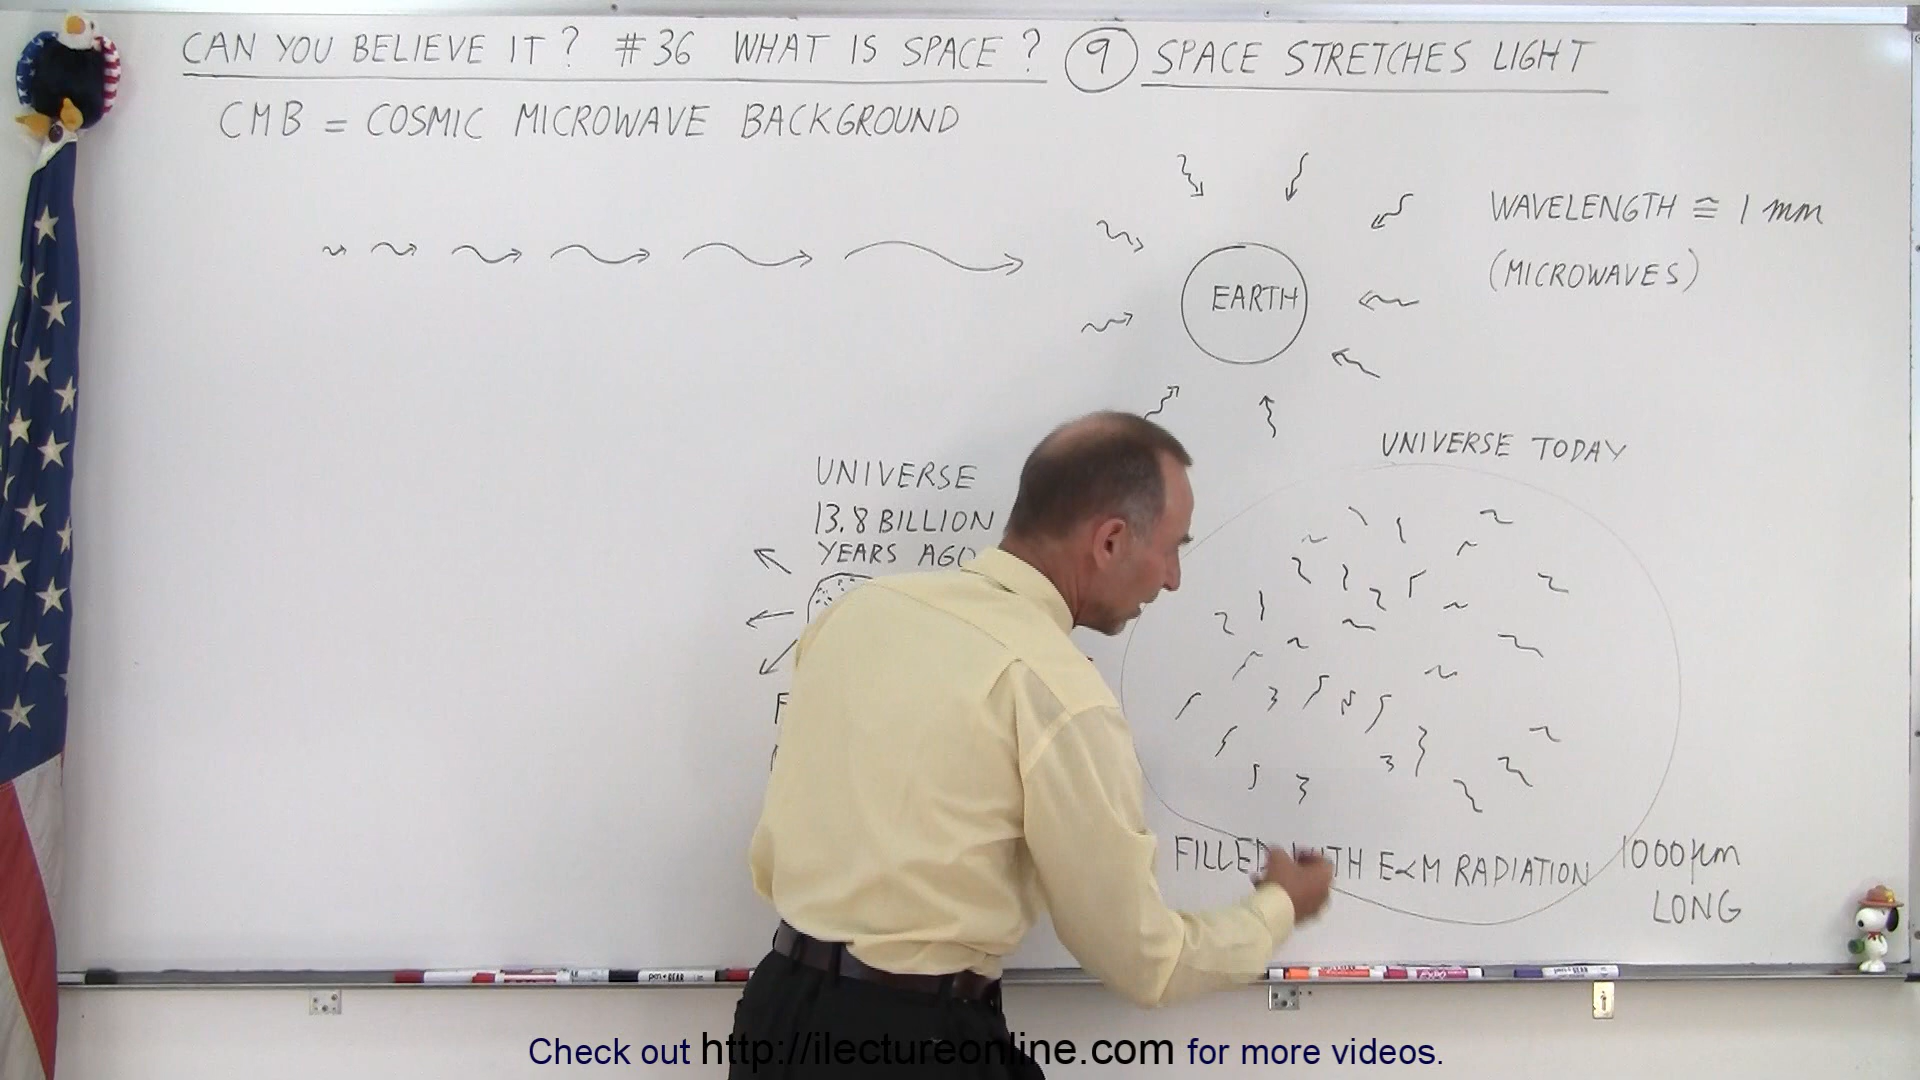 CAN YOU BELIEVE IT? #36 WHAT IS SPACE? 9 SPACE STRETCHES LIGHT
CMB = COSMIC MICROWAVE BACKGROUND
WAVELENGTH ≅ 1 mm
(MICROWAVES)
EARTH
UNIVERSE TODAY
UNIVERSE
13.8 BILLION
YEARS AGO
FILLED WITH E&M RADIATION 1000μm
LONG
Check out http://ilectureonline.com for more videos.